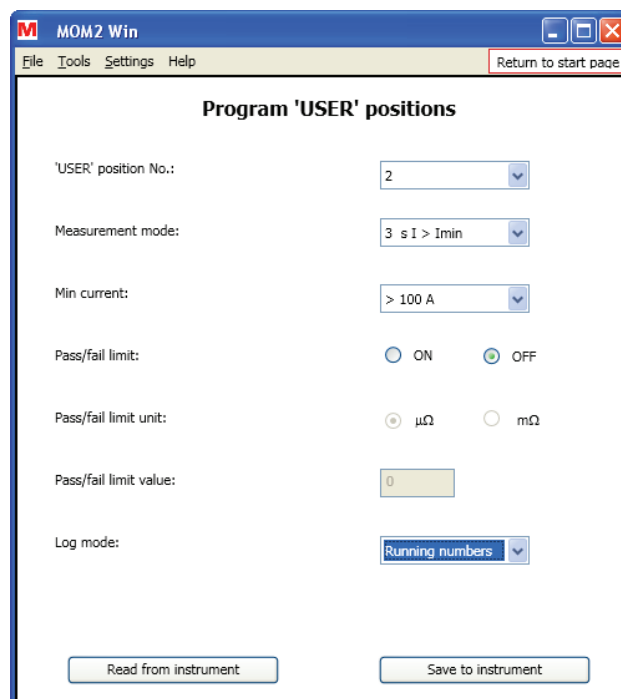 M MOM2 Win
File Tools Settings Help Return to start page
Program 'USER' positions
'USER' position No.: 2
Measurement mode: 3 s I > Imin
Min current: > 100 A
Pass/fail limit: ON OFF
Pass/fail limit unit: µΩ mΩ
Pass/fail limit value: 0
Log mode: Running numbers
Read from instrument Save to instrument